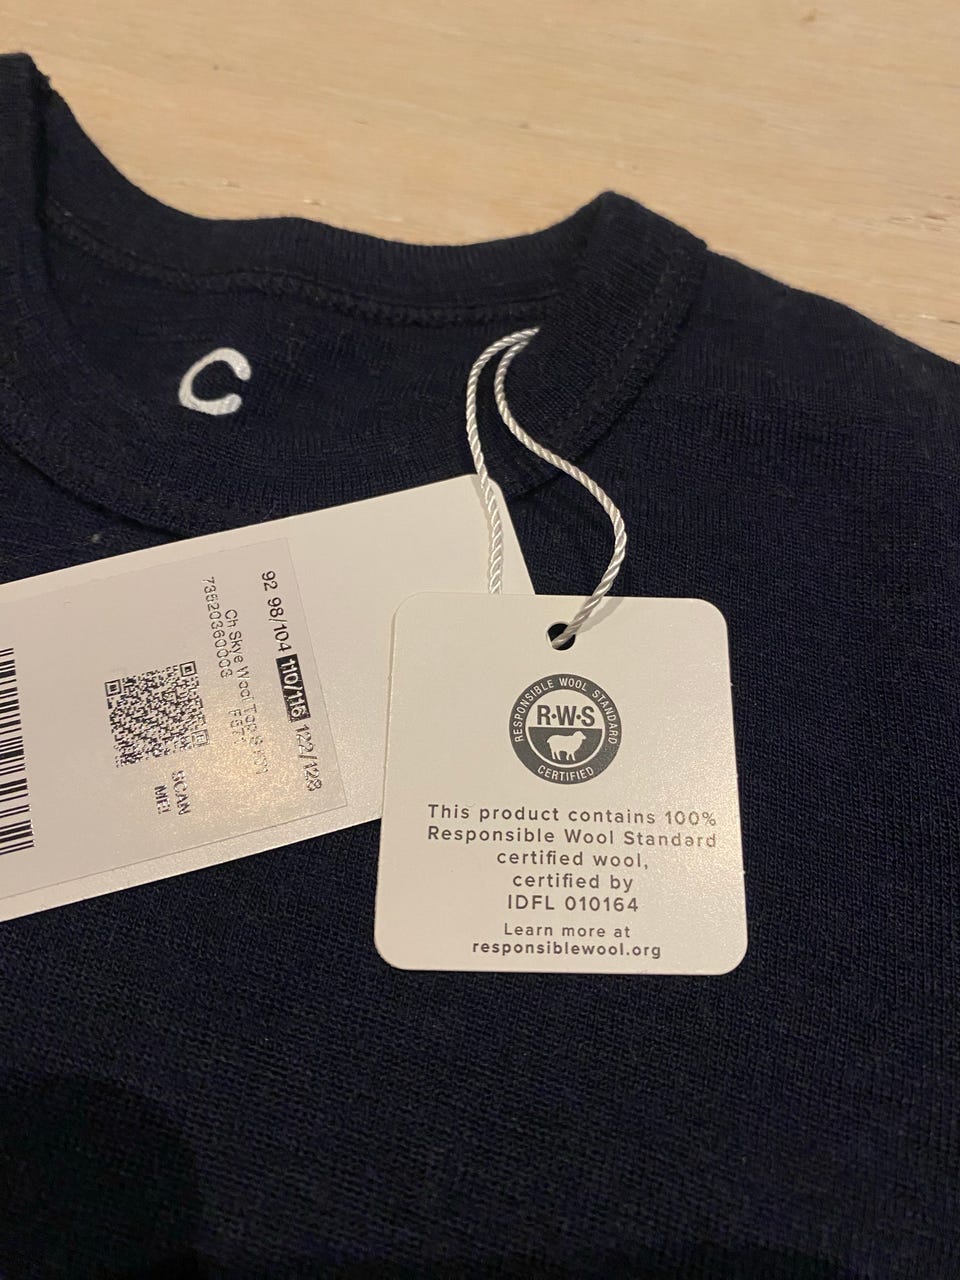 C
92 98/104 110/116 122/128
Ch Skye Wool Top
SCAN
ME!
RESPONSIBLE WOOL STANDARD
R·W·S
CERTIFIED
This product contains 100%
Responsible Wool Standard
certified wool,
certified by
IDFL 010164
Learn more at
responsiblewool.org